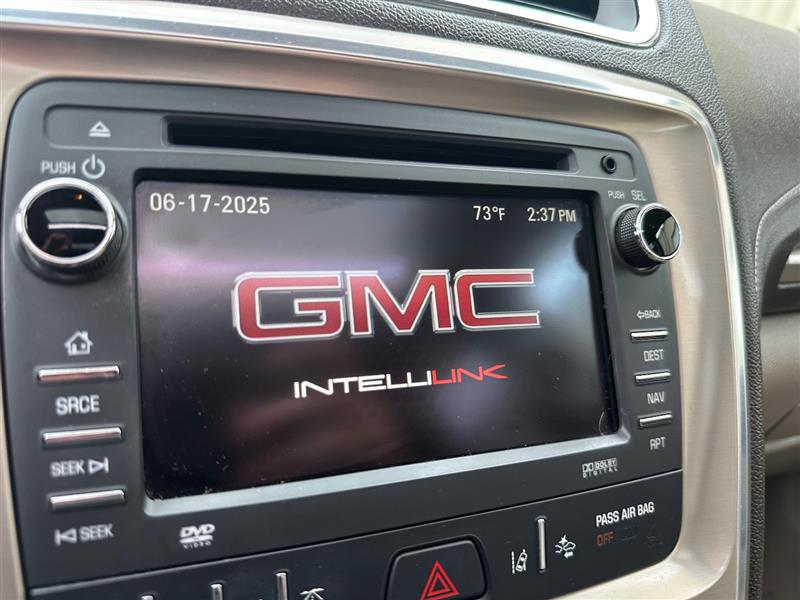 PUSH
06-17-2025
73°F
2:37 PM
GMC
INTELLILINK
PUSH
SEL
BACK
DEST
NAV
RPT
SRCE
SEEK
SEEK
DVD
VIDEO
DOLBY
DIGITAL
PASS AIR BAG
OFF